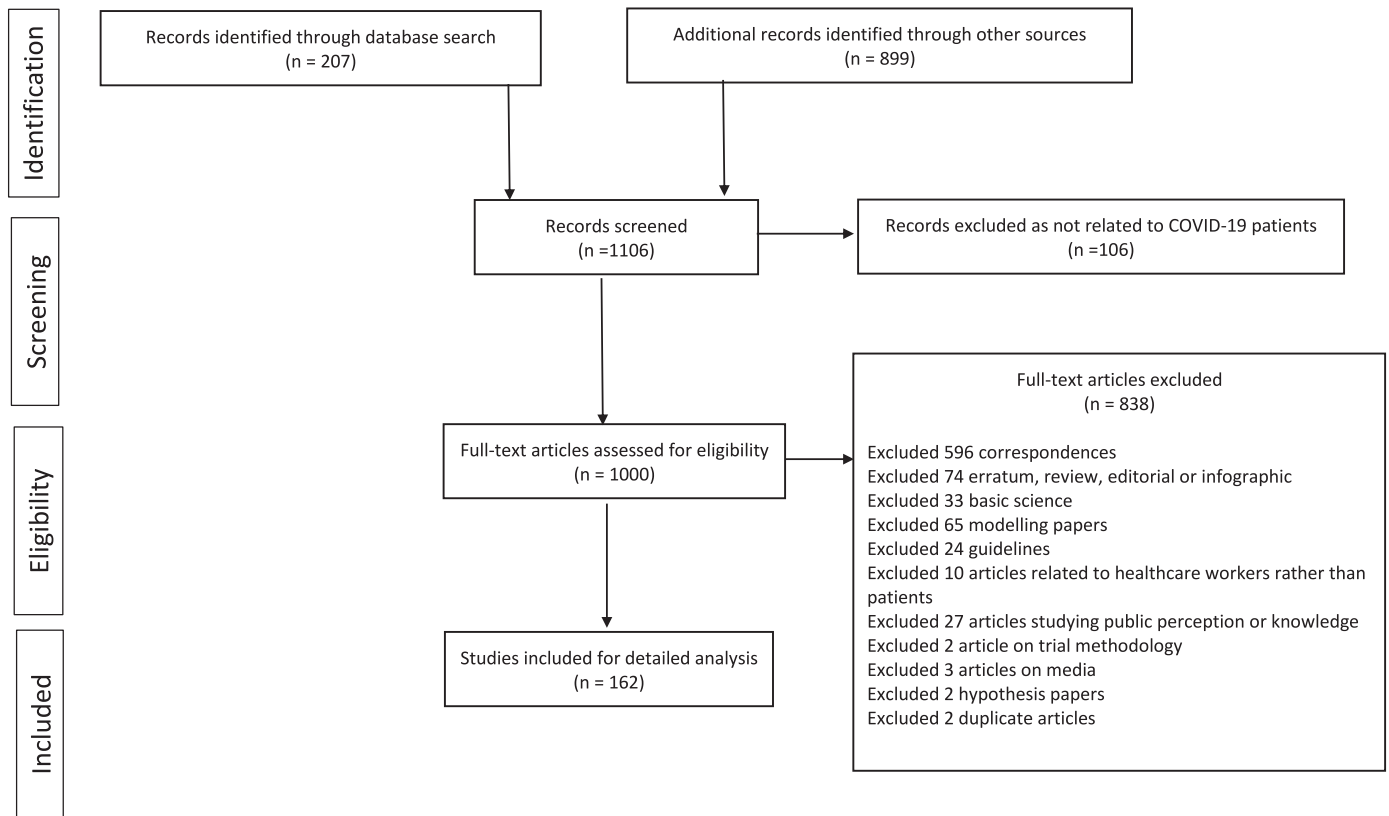 Identification
Records identified through database search
(n = 207)
Additional records identified through other sources
(n = 899)
Screening
Records screened
(n =1106)
Records excluded as not related to COVID-19 patients
(n =106)
Eligibility
Full-text articles assessed for eligibility
(n = 1000)
Full-text articles excluded
(n = 838)
Excluded 596 correspondences
Excluded 74 erratum, review, editorial or infographic
Excluded 33 basic science
Excluded 65 modelling papers
Excluded 24 guidelines
Excluded 10 articles related to healthcare workers rather than
patients
Excluded 27 articles studying public perception or knowledge
Excluded 2 article on trial methodology
Excluded 3 articles on media
Excluded 2 hypothesis papers
Excluded 2 duplicate articles
Included
Studies included for detailed analysis
(n = 162)